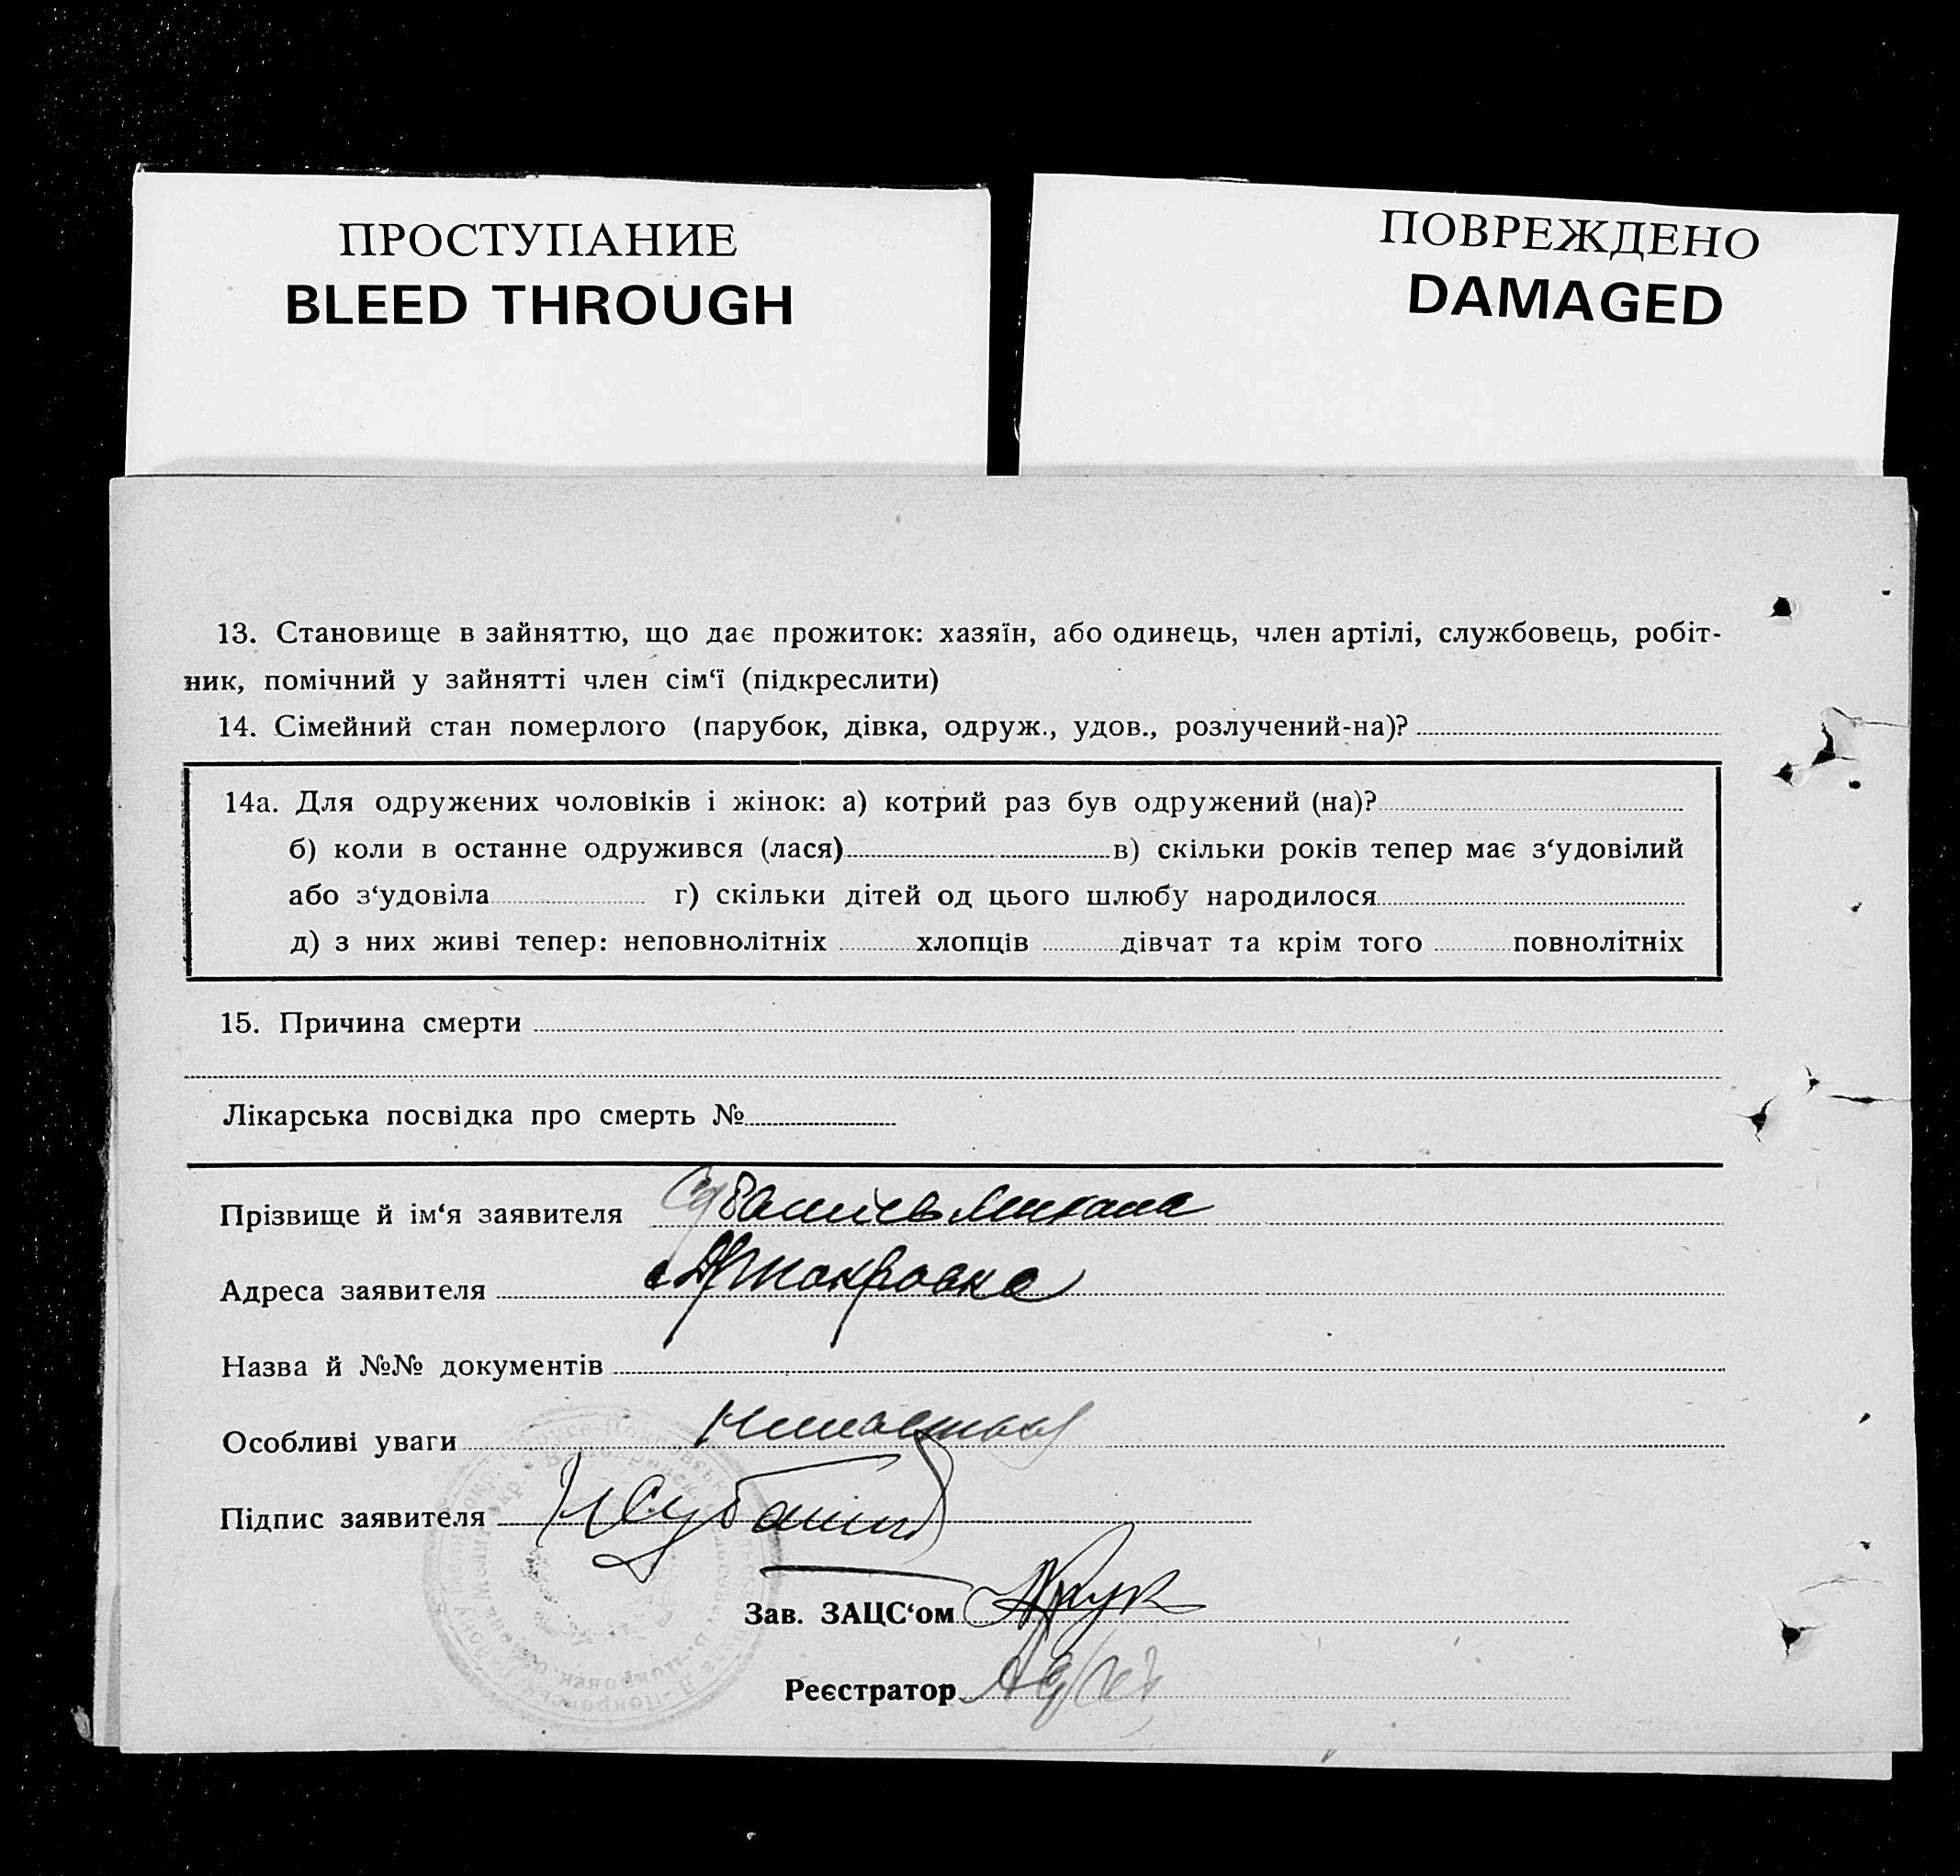 ПРОСТУПАНИЕ
BLEED THROUGH
ПОВРЕЖДЕНО
DAMAGED
13. Становище в зайняттю, що дає прожиток: хазяїн, або одинець, член артілі, службовець, робіт-
ник, помічний у зайнятті член сім‘ї (підкреслити)
14. Сімейний стан померлого (парубок, дівка, одруж., удов., розлучений-на)?
14а. Для одружених чоловіків і жінок: а) котрий раз був одружений (на)?
б) коли в останнє одружився (лася) в) скільки років тепер має з‘удовілий
або з‘удовіла г) скільки дітей од цього шлюбу народилося
д) з них живі тепер: неповнолітніх хлопців дівчат та крім того повнолітніх
15. Причина смерти
Лікарська посвідка про смерть №
Прізвище й ім‘я заявителя
Адреса заявителя
Назва й №№ документів
Особливі уваги
Підпис заявителя
Зав. ЗАЦС‘ом
Реєстратор